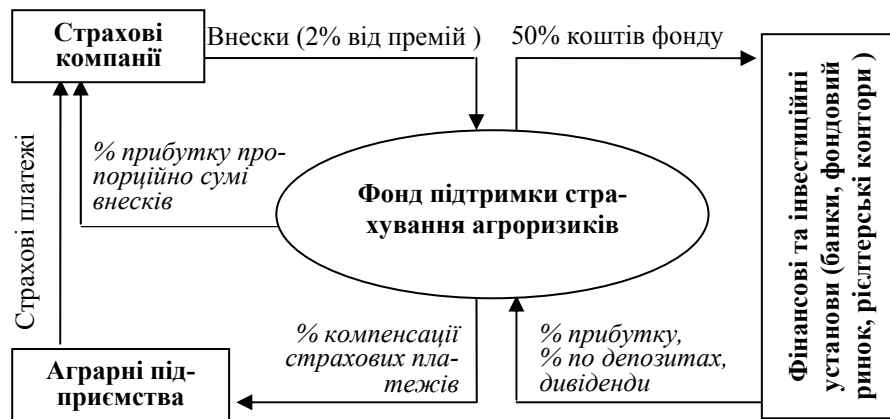 Страхові
компанії
Внески (2% від премій )
50% коштів фонду
Фінансові та інвестиційні
установи (банки, фондовий
ринок, рієлтерські контори )
Страхові платежі
% прибутку про-
порційно сумі
внесків
Фонд підтримки стра-
хування агроризиків
% компенсації
страхових пла-
тежів
% прибутку,
% по депозитах,
дивіденди
Аграрні під-
приємства